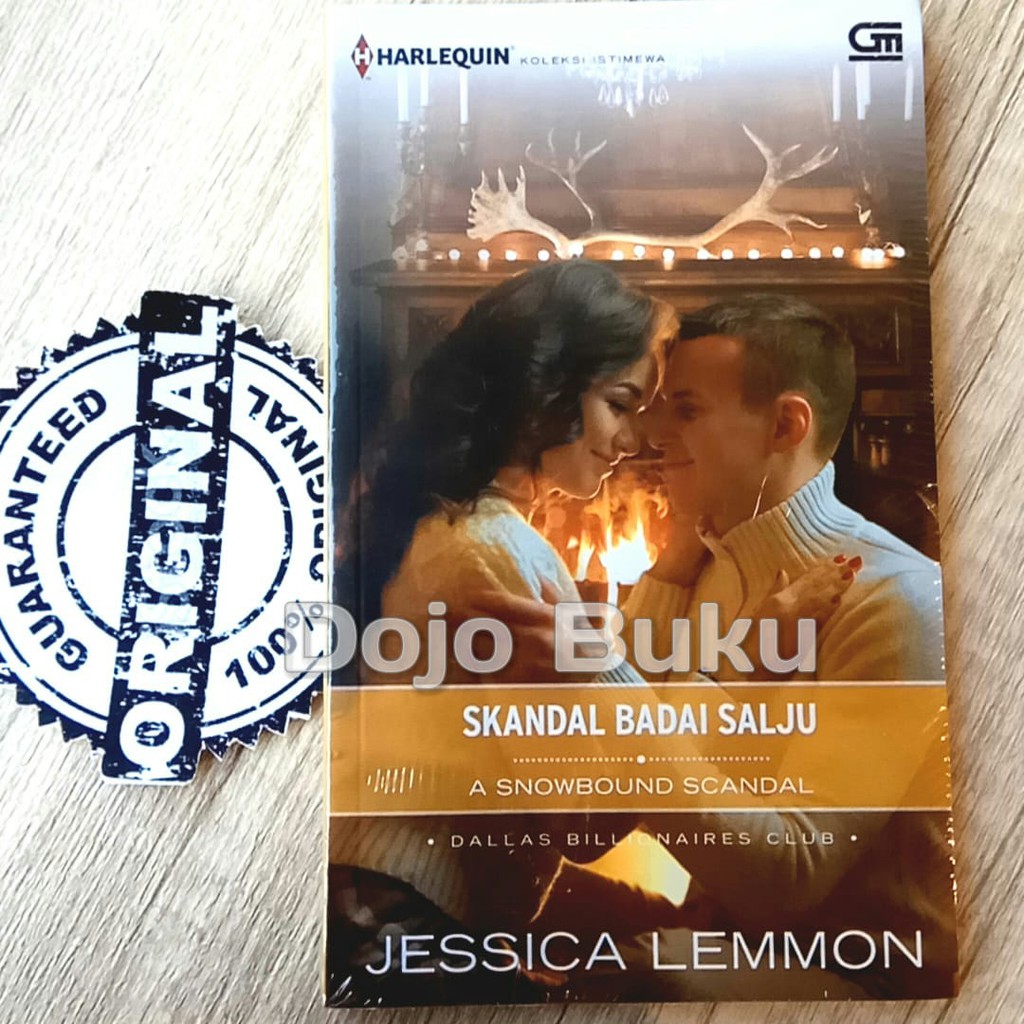 HARLEQUIN KOLEKSI ISTIMEWA
GM
GUARANTEED
ORIGINAL
ORIGINAL
100%
Dojo Buku
SKANDAL BADAI SALJU
A SNOWBOUND SCANDAL
• DALLAS BILLIONAIRES CLUB •
JESSICA LEMMON